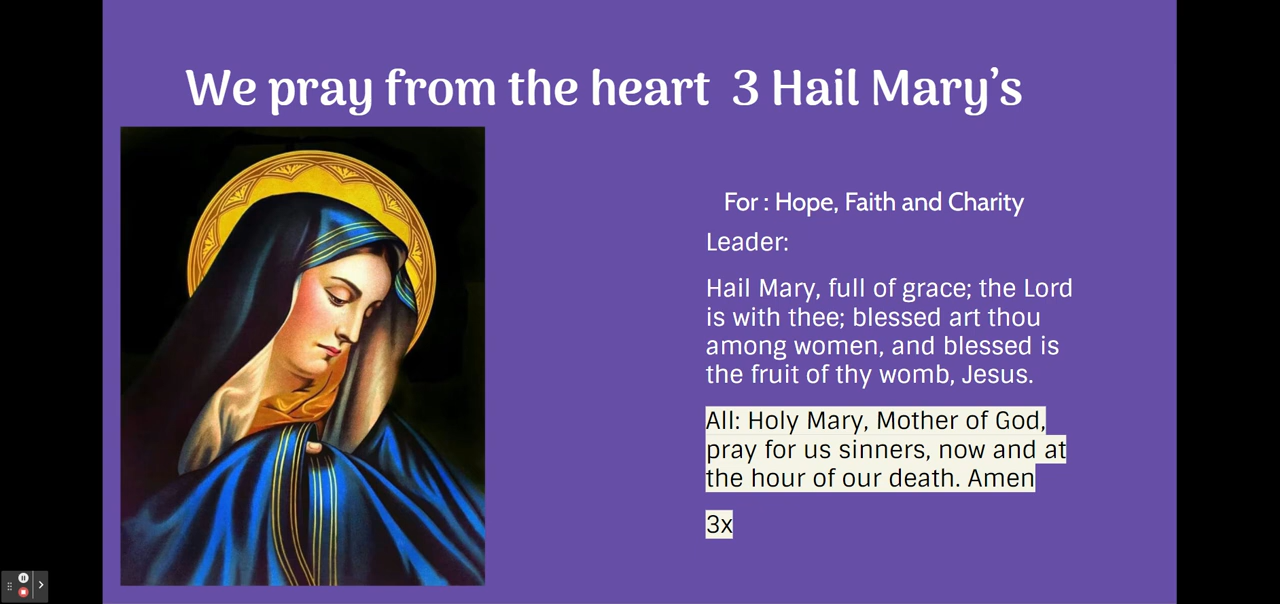 We pray from the heart 3 Hail Mary’s
For : Hope, Faith and Charity
Leader:
Hail Mary, full of grace; the Lord
is with thee; blessed art thou
among women, and blessed is
the fruit of thy womb, Jesus.
All: Holy Mary, Mother of God,
pray for us sinners, now and at
the hour of our death. Amen
3x